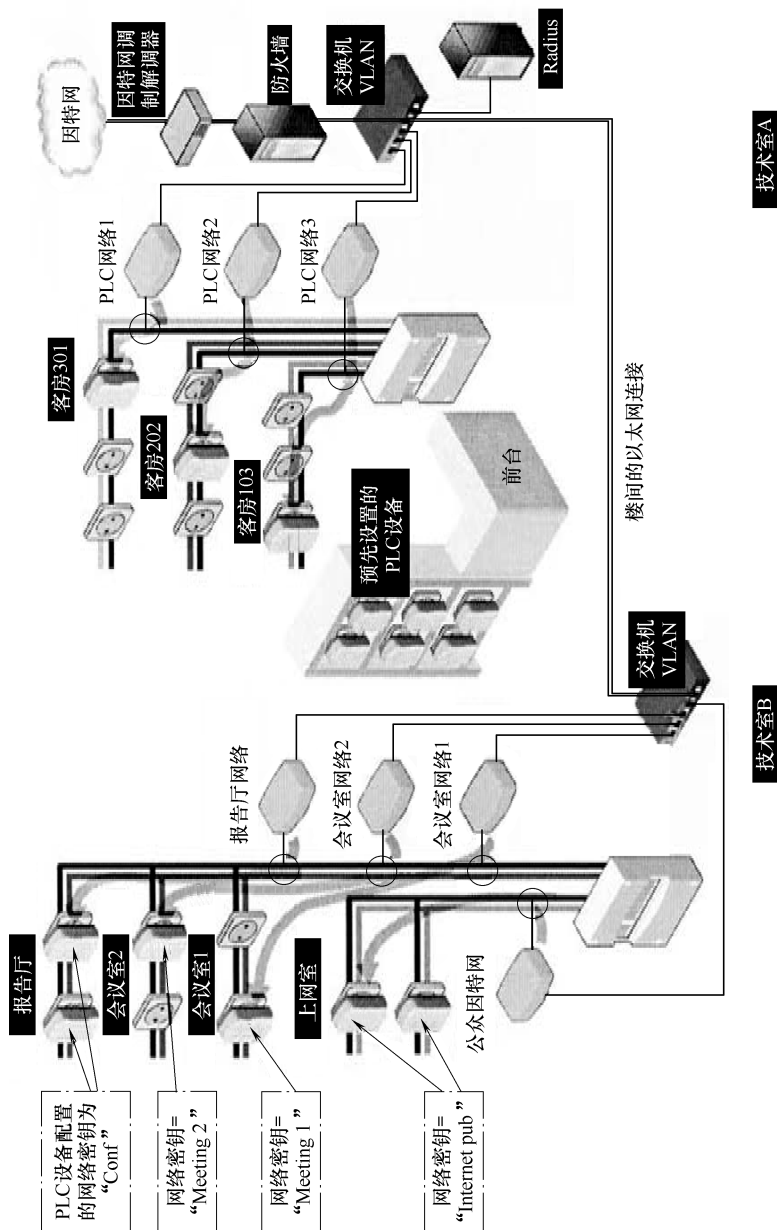 PLC设备配置
的网络密钥为
“Conf”
网络密钥=
“Meeting 2”
网络密钥=
“Meeting 1”
网络密钥=
“Internet pub”
报告厅
会议室2
会议室1
上网室
公众因特网
报告厅网络
会议室网络2
会议室网络1
交换机
VLAN
技术室B
预先设置的
PLC设备
前台
楼间的以太网连接
客房301
客房202
客房103
PLC网络1
PLC网络2
PLC网络3
因特网
因特网调
制解调器
防火墙
交换机
VLAN
Radius
技术室A